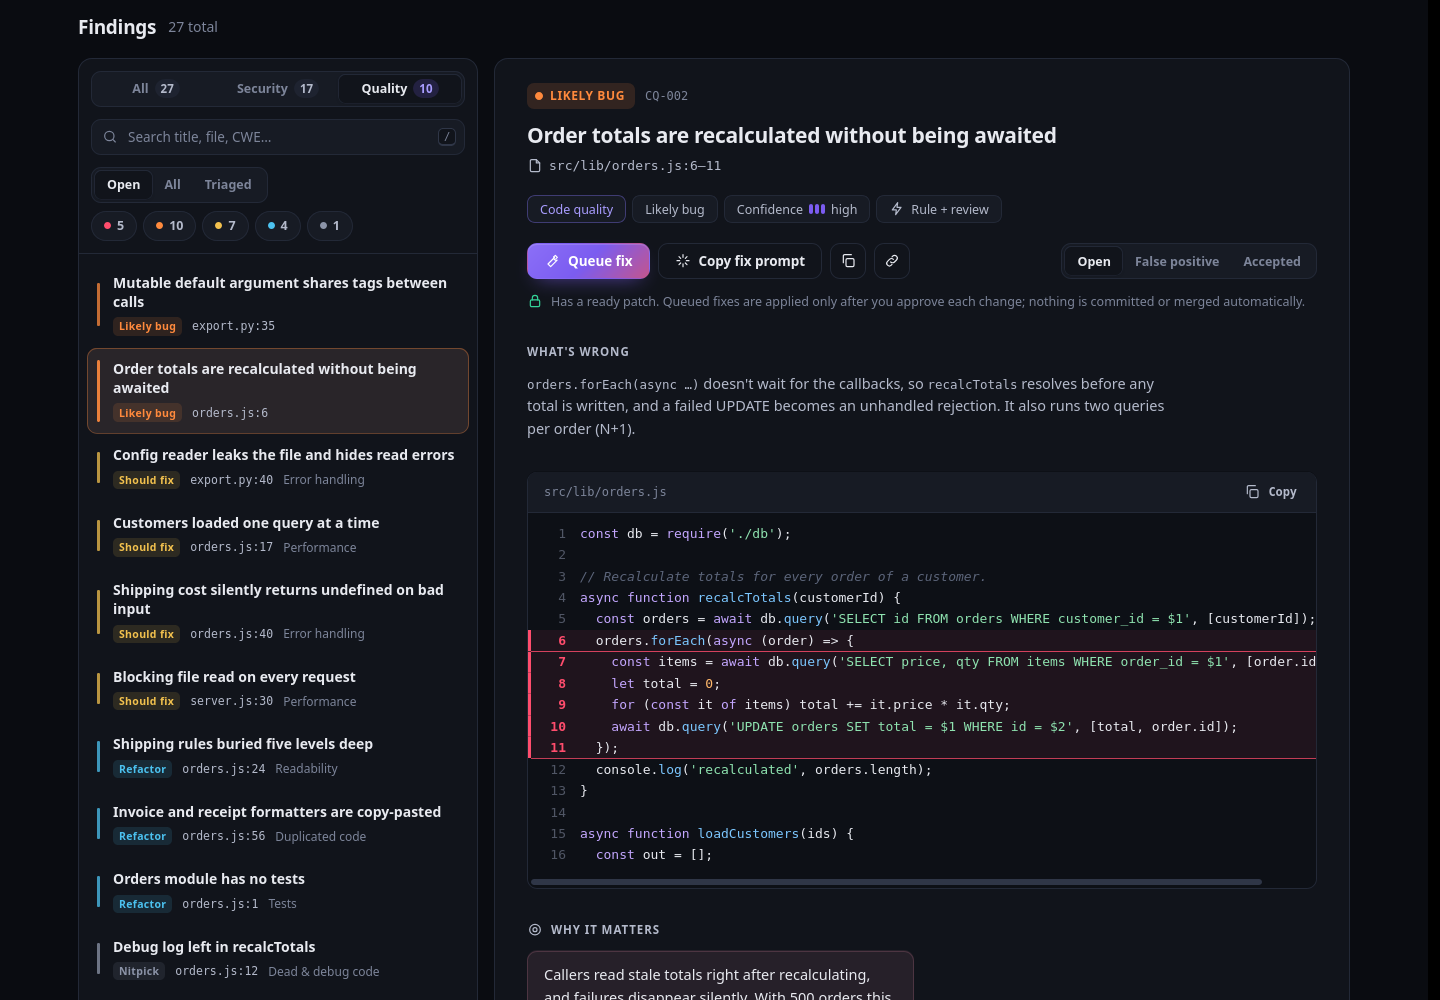 Findings 27 total
All 27 Security 17 Quality 10
Search title, file, CWE... /
Open All Triaged
5 10 7 4 1
Mutable default argument shares tags between
calls
Likely bug export.py:35
Order totals are recalculated without being
awaited
Likely bug orders.js:6
Config reader leaks the file and hides read errors
Should fix export.py:40 Error handling
Customers loaded one query at a time
Should fix orders.js:17 Performance
Shipping cost silently returns undefined on bad
input
Should fix orders.js:40 Error handling
Blocking file read on every request
Should fix server.js:30 Performance
Shipping rules buried five levels deep
Refactor orders.js:24 Readability
Invoice and receipt formatters are copy-pasted
Refactor orders.js:56 Duplicated code
Orders module has no tests
Refactor orders.js:1 Tests
Debug log left in recalcTotals
Nitpick orders.js:12 Dead & debug code
LIKELY BUG CQ-002
Order totals are recalculated without being awaited
src/lib/orders.js:6–11
Code quality Likely bug Confidence high Rule + review
Queue fix Copy fix prompt Open False positive Accepted
Has a ready patch. Queued fixes are applied only after you approve each change; nothing is committed or merged automatically.
WHAT'S WRONG
orders.forEach(async …) doesn't wait for the callbacks, so recalcTotals resolves before any
total is written, and a failed UPDATE becomes an unhandled rejection. It also runs two queries
per order (N+1).
src/lib/orders.js Copy
1 const db = require('./db');
2
3 // Recalculate totals for every order of a customer.
4 async function recalcTotals(customerId) {
5 const orders = await db.query('SELECT id FROM orders WHERE customer_id = $1', [customerId]);
6 orders.forEach(async (order) => {
7 const items = await db.query('SELECT price, qty FROM items WHERE order_id = $1', [order.id
8 let total = 0;
9 for (const it of items) total += it.price * it.qty;
10 await db.query('UPDATE orders SET total = $1 WHERE id = $2', [total, order.id]);
11 });
12 console.log('recalculated', orders.length);
13 }
14
15 async function loadCustomers(ids) {
16 const out = [];
WHY IT MATTERS
Callers read stale totals right after recalculating,
and failures disappear silently. With 500 orders this